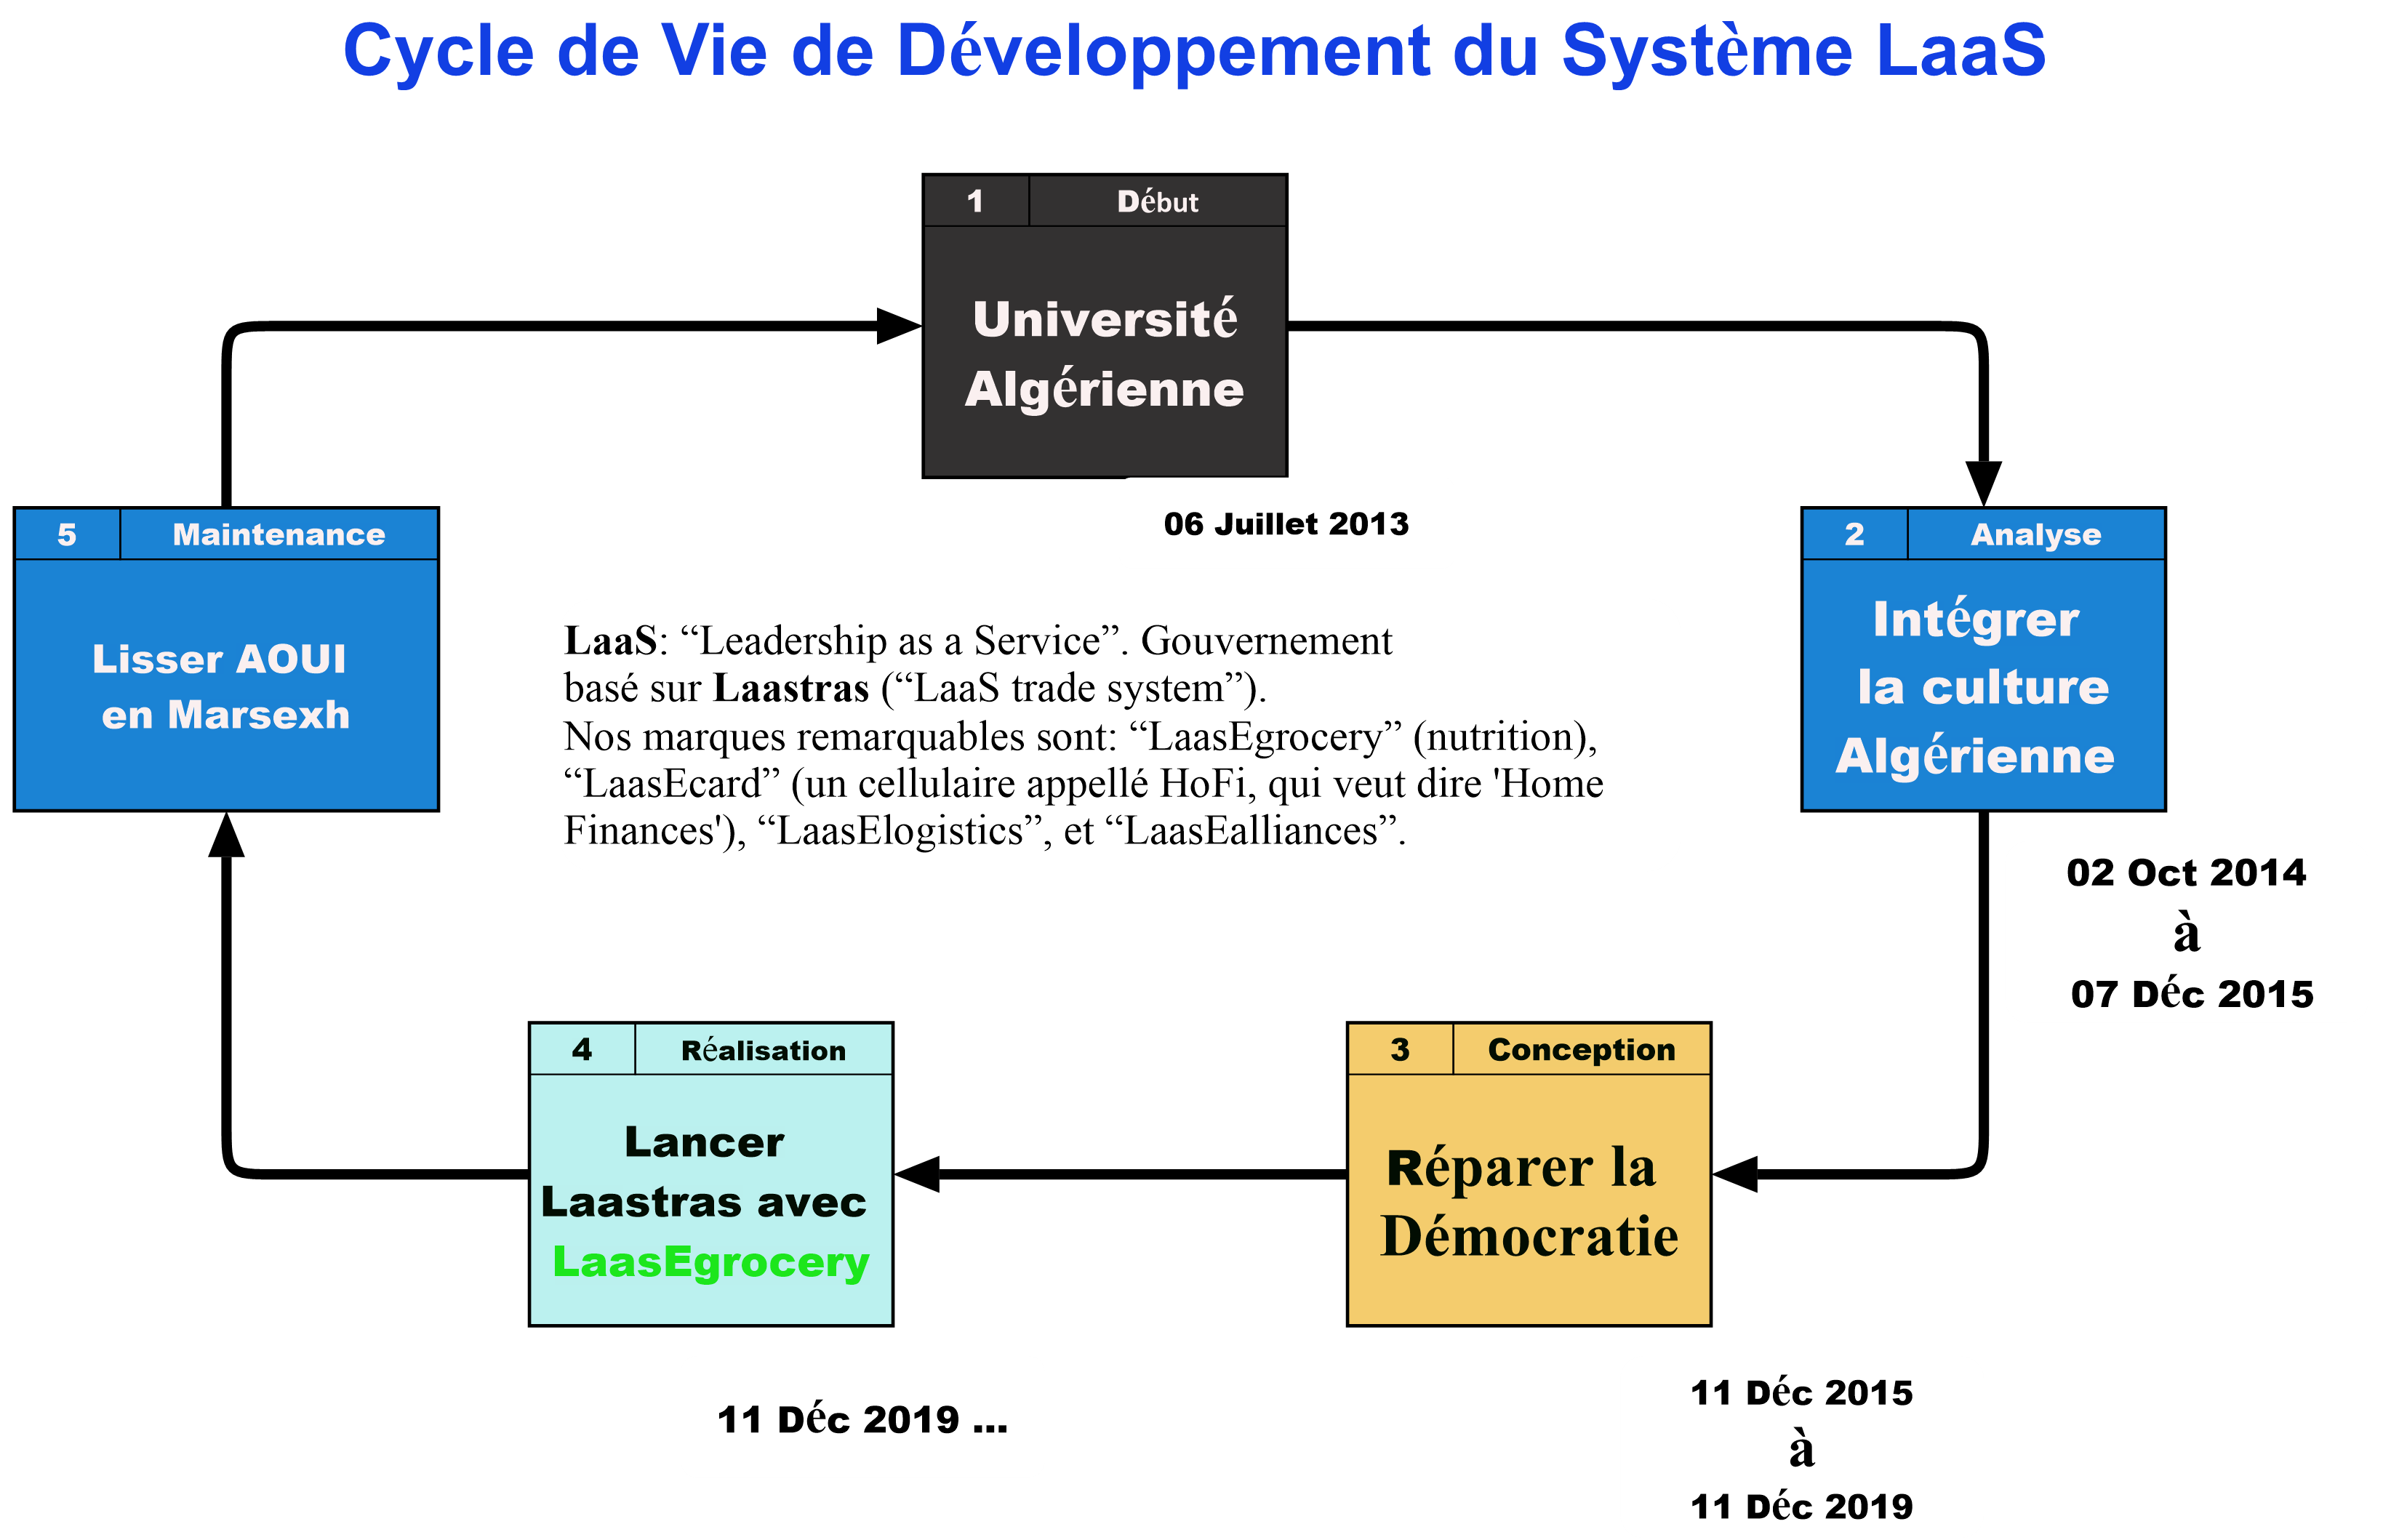 Cycle de Vie de Développement du Système LaaS
1 Début
Université
Algérienne
06 Juillet 2013
2 Analyse
Intégrer
la culture
Algérienne
02 Oct 2014
à
07 Déc 2015
3 Conception
Réparer la
Démocratie
11 Déc 2015
à
11 Déc 2019
4 Réalisation
Lancer
Laastras avec
LaasEgrocery
11 Déc 2019 ...
5 Maintenance
Lisser AOUI
en Marsexh
LaaS: “Leadership as a Service”. Gouvernement
basé sur Laastras (“LaaS trade system”).
Nos marques remarquables sont: “LaasEgrocery” (nutrition),
“LaasEcard” (un cellulaire appellé HoFi, qui veut dire 'Home
Finances'), “LaasElogistics”, et “LaasEalliances”.